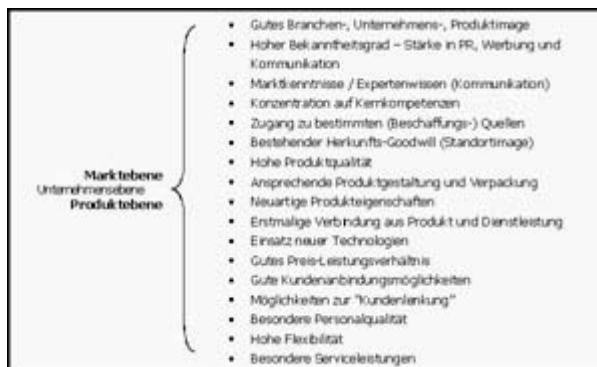 Marktebene
Unternehmensebene
Produktebene
• Gutes Branchen-, Unternehmens-, Produktimage
• Hoher Bekanntheitsgrad – Stärke in PR, Werbung und
Kommunikation
• Marktkenntnisse / Expertenwissen (Kommunikation)
• Konzentration auf Kernkompetenzen
• Zugang zu bestimmten (Beschaffungs-) Quellen
• Bestehender Herkunfts-Goodwill (Standortimage)
• Hohe Produktqualität
• Ansprechende Produktgestaltung und Verpackung
• Neuartige Produkteigenschaften
• Erstmalige Verbindung aus Produkt und Dienstleistung
• Einsatz neuer Technologien
• Gutes Preis-Leistungsverhältnis
• Gute Kundenanbindungsmöglichkeiten
• Möglichkeiten zur "Kundenlenkung"
• Besondere Personalqualität
• Hohe Flexibilität
• Besondere Serviceleistungen